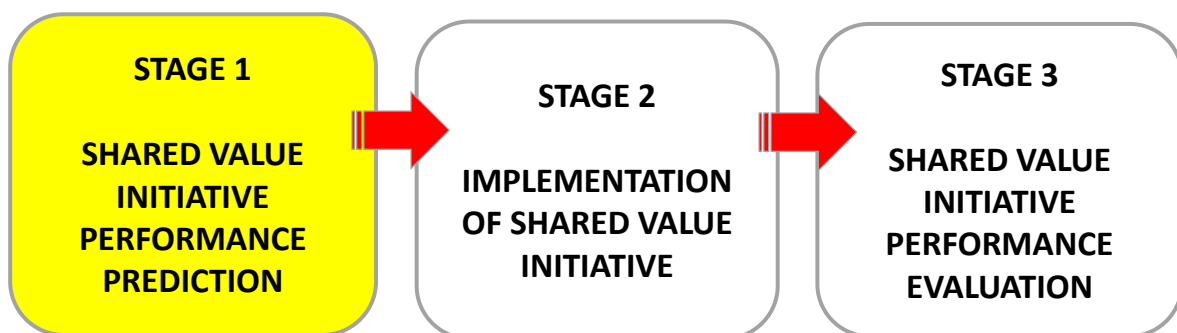 STAGE 1
SHARED VALUE
INITIATIVE
PERFORMANCE
PREDICTION
STAGE 2
IMPLEMENTATION
OF SHARED VALUE
INITIATIVE
STAGE 3
SHARED VALUE
INITIATIVE
PERFORMANCE
EVALUATION